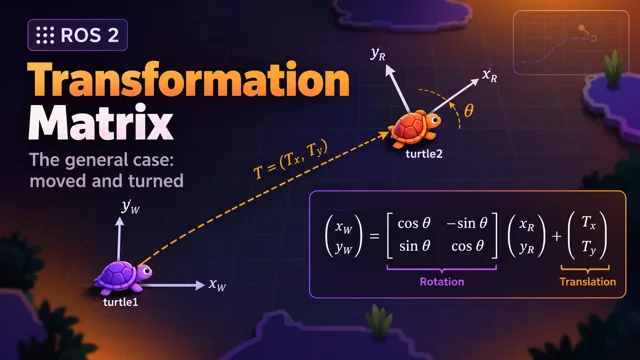 ROS 2
Transformation
Matrix
The general case:
moved and turned
y_W
x_W
turtle1
T = (T_x, T_y)
y_R
x_R
θ
turtle2
(x_W y_W) = [cos θ −sin θ sin θ cos θ] (x_R y_R) + (T_x T_y)
Rotation
Translation